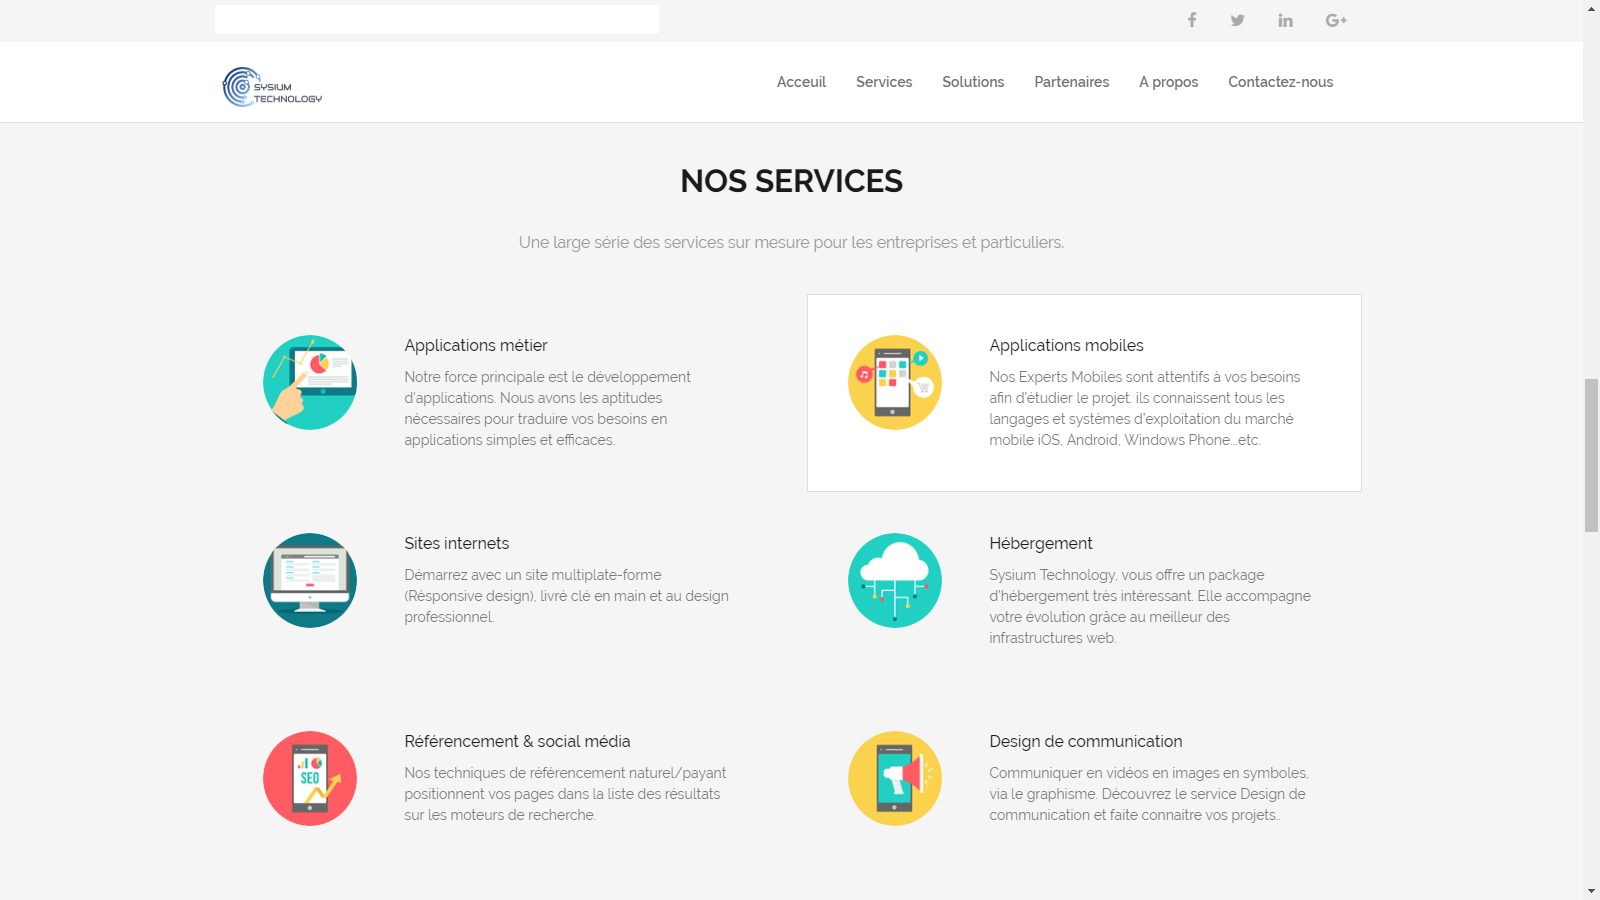 SYSIUM
TECHNOLOGY
Acceuil
Services
Solutions
Partenaires
A propos
Contactez-nous
NOS SERVICES
Une large série des services sur mesure pour les entreprises et particuliers.
Applications métier
Notre force principale est le développement
d'applications. Nous avons les aptitudes
nécessaires pour traduire vos besoins en
applications simples et efficaces.
Applications mobiles
Nos Experts Mobiles sont attentifs à vos besoins
afin d'étudier le projet. ils connaissent tous les
langages et systèmes d'exploitation du marché
mobile iOS, Android, Windows Phone...etc.
Sites internets
Démarrez avec un site multiplate-forme
(Résponsive design), livré clé en main et au design
professionnel.
Hébergement
Sysium Technology, vous offre un package
d'hébergement très intéressant. Elle accompagne
votre évolution grâce au meilleur des
infrastructures web.
SEO
Référencement & social média
Nos techniques de référencement naturel/payant
positionnent vos pages dans la liste des résultats
sur les moteurs de recherche.
Design de communication
Communiquer en vidéos en images en symboles,
via le graphisme. Découvrez le service Design de
communication et faite connaitre vos projets..